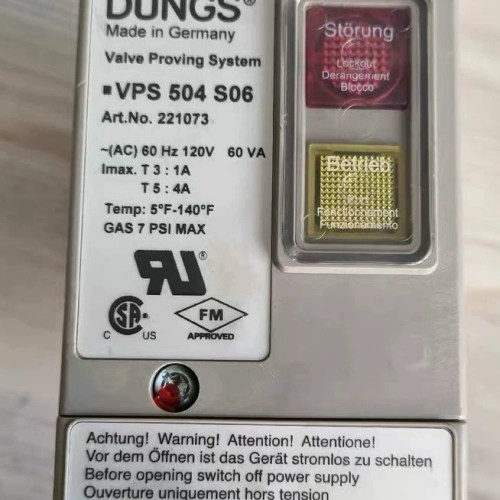 DUNGS®
Made in Germany
Valve Proving System
▪VPS 504 S06
Art.No. 221073
~(AC) 60 Hz 120V 60 VA
Imax. T 3 : 1A
T 5 : 4A
Temp: 5°F-140°F
GAS 7 PSI MAX
Störung
Lockout
Derangement
Blocco
Betrieb
Run
Fonctionnement
Funzionamento
RU
SA
C US
FM
APPROVED
Achtung! Warning! Attention! Attentione!
Vor dem Öffnen ist das Gerät stromlos zu schalten
Before opening switch off power supply
Ouverture uniquement hors tension